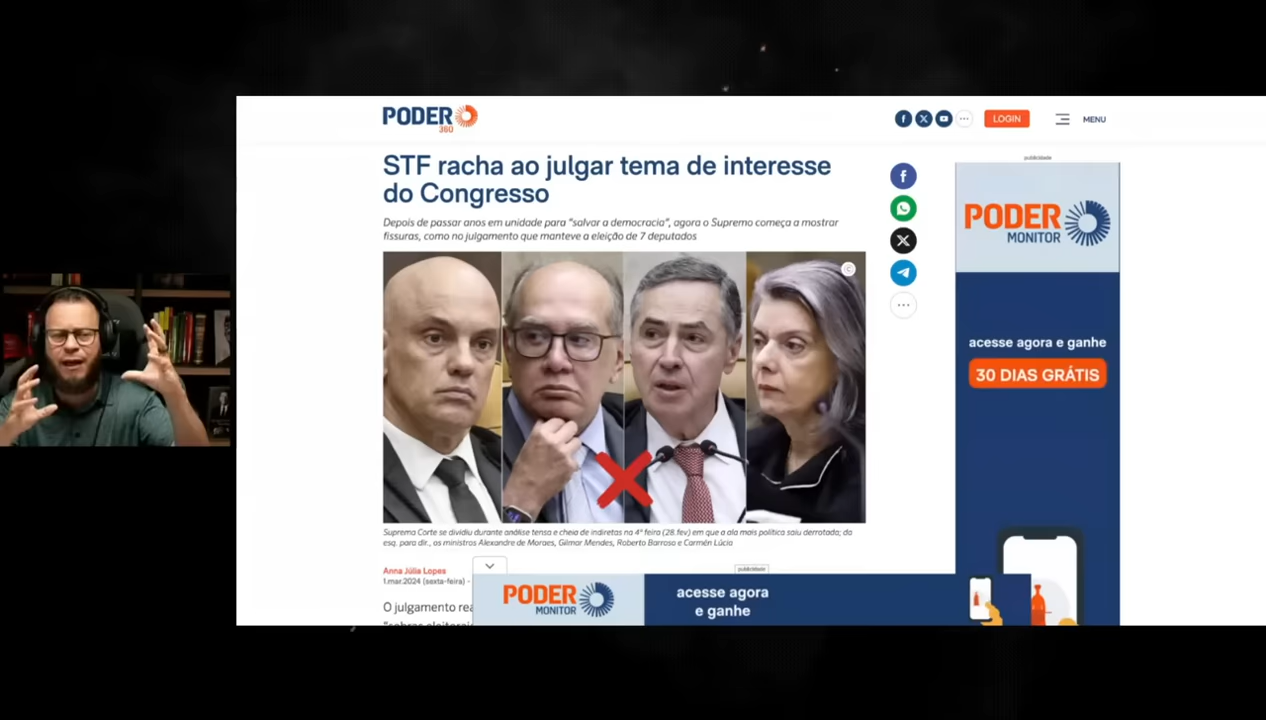 PODER
360
LOGIN
MENU
STF racha ao julgar tema de interesse
do Congresso
Depois de passar anos em unidade para "salvar a democracia", agora o Supremo começa a mostrar
fissuras, como no julgamento que manteve a eleição de 7 deputados
Suprema Corte se dividiu durante análise tensa e cheia de indiretas na 4ª feira (28.fev) em que a ala mais política saiu derrotada; da
esq. para dir., os ministros Alexandre de Moraes, Gilmar Mendes, Roberto Barroso e Carmén Lúcia
Anna Júlia Lopes
1.mar.2024 (sexta-feira) -
O julgamento rea
publicidade
PODER
MONITOR
acesse agora
e ganhe
publicidade
PODER
MONITOR
acesse agora e ganhe
30 DIAS GRÁTIS